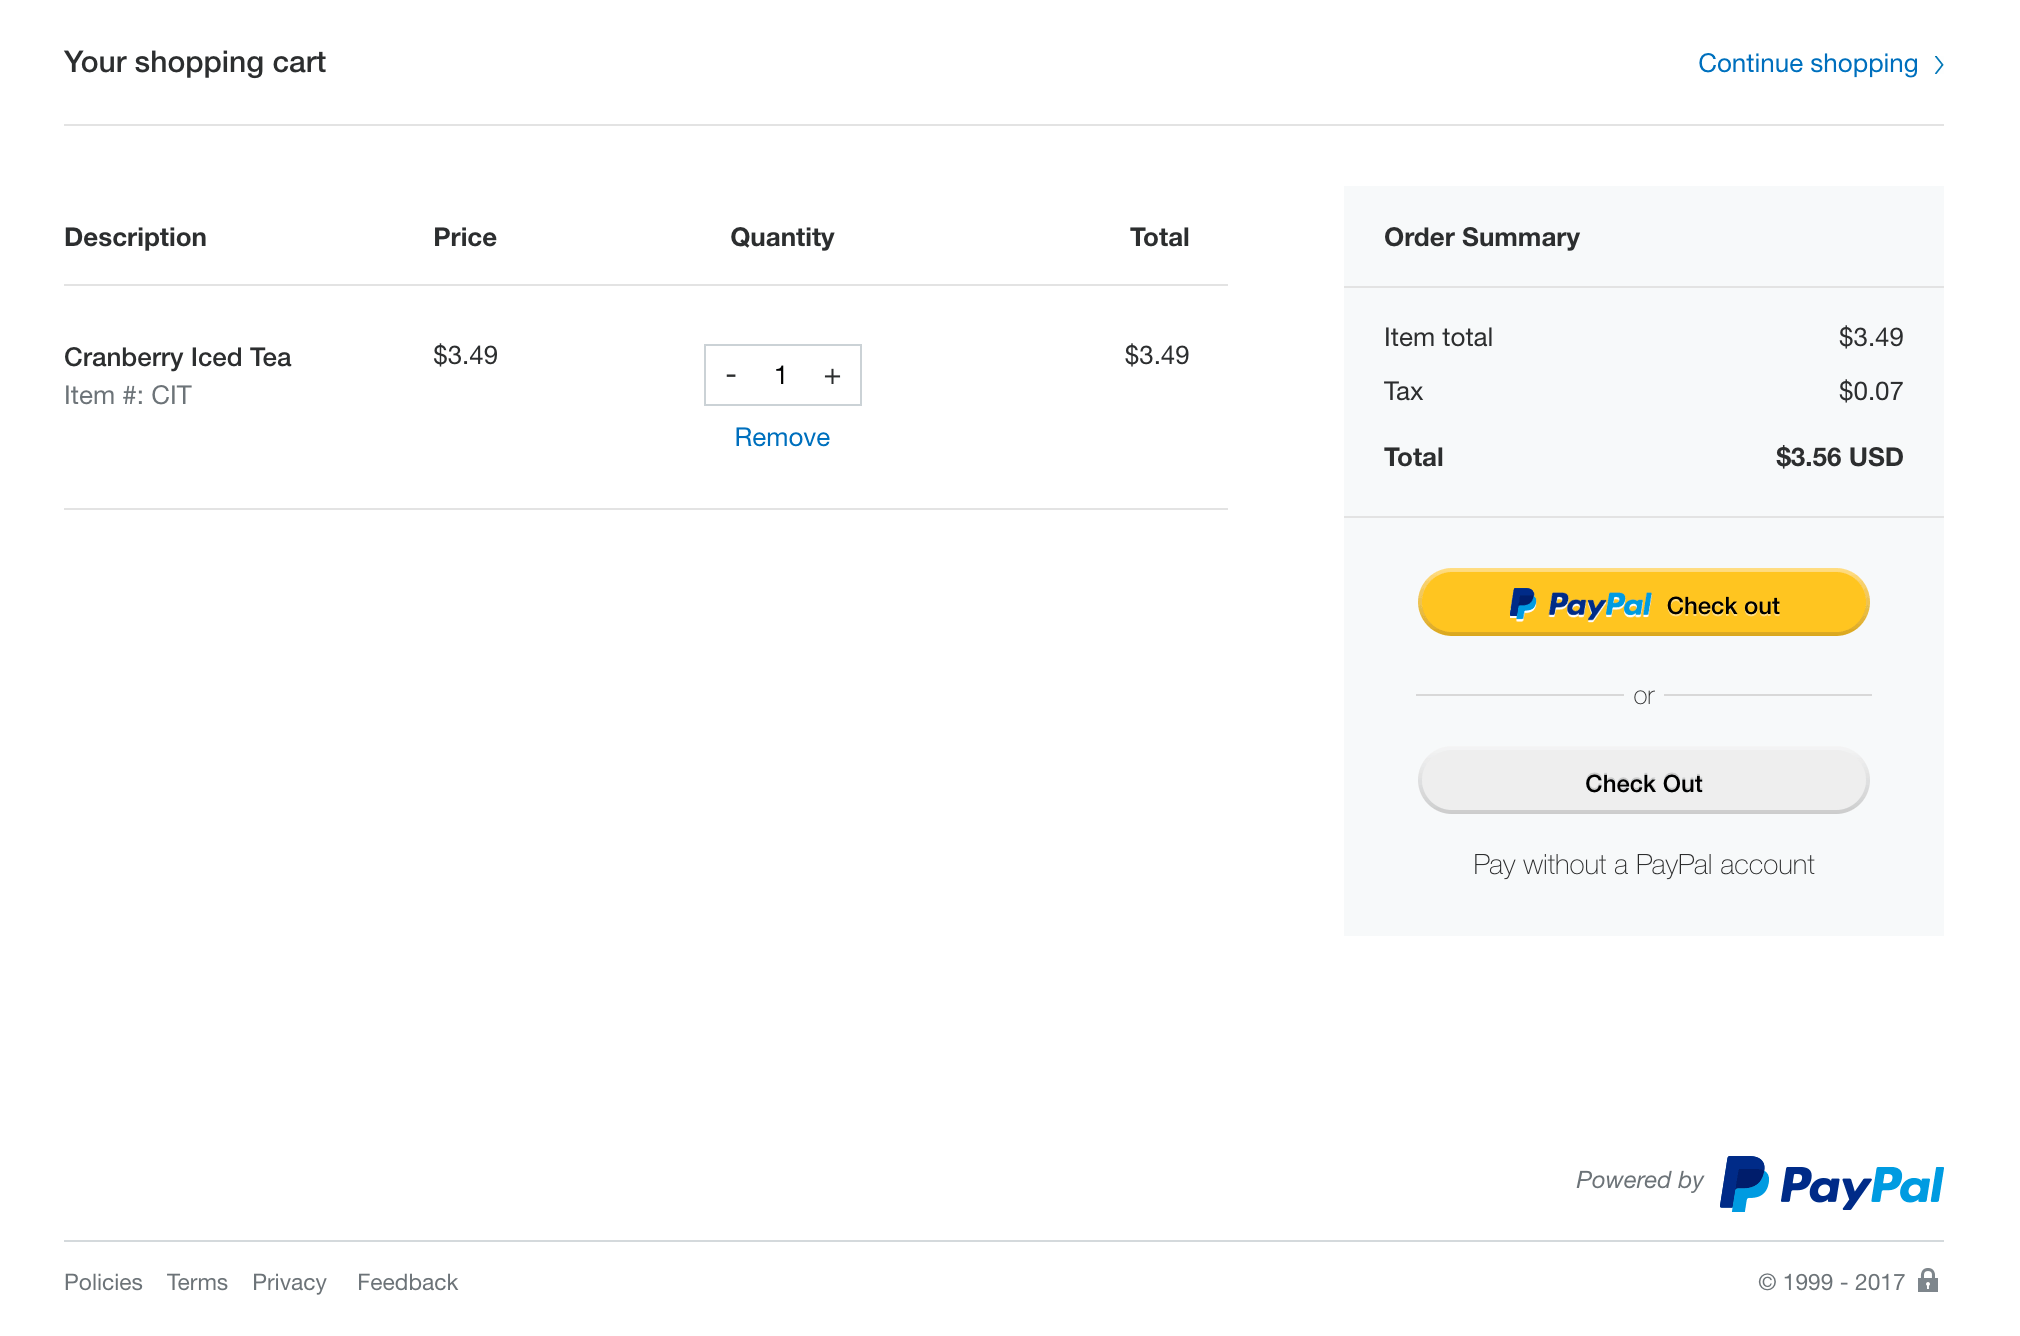 Your shopping cart
Continue shopping >
Description Price Quantity Total
Cranberry Iced Tea $3.49 - 1 + $3.49
Item #: CIT
Remove
Order Summary
Item total $3.49
Tax $0.07
Total $3.56 USD
PayPal Check out
or
Check Out
Pay without a PayPal account
Powered by PayPal
Policies Terms Privacy Feedback © 1999 - 2017